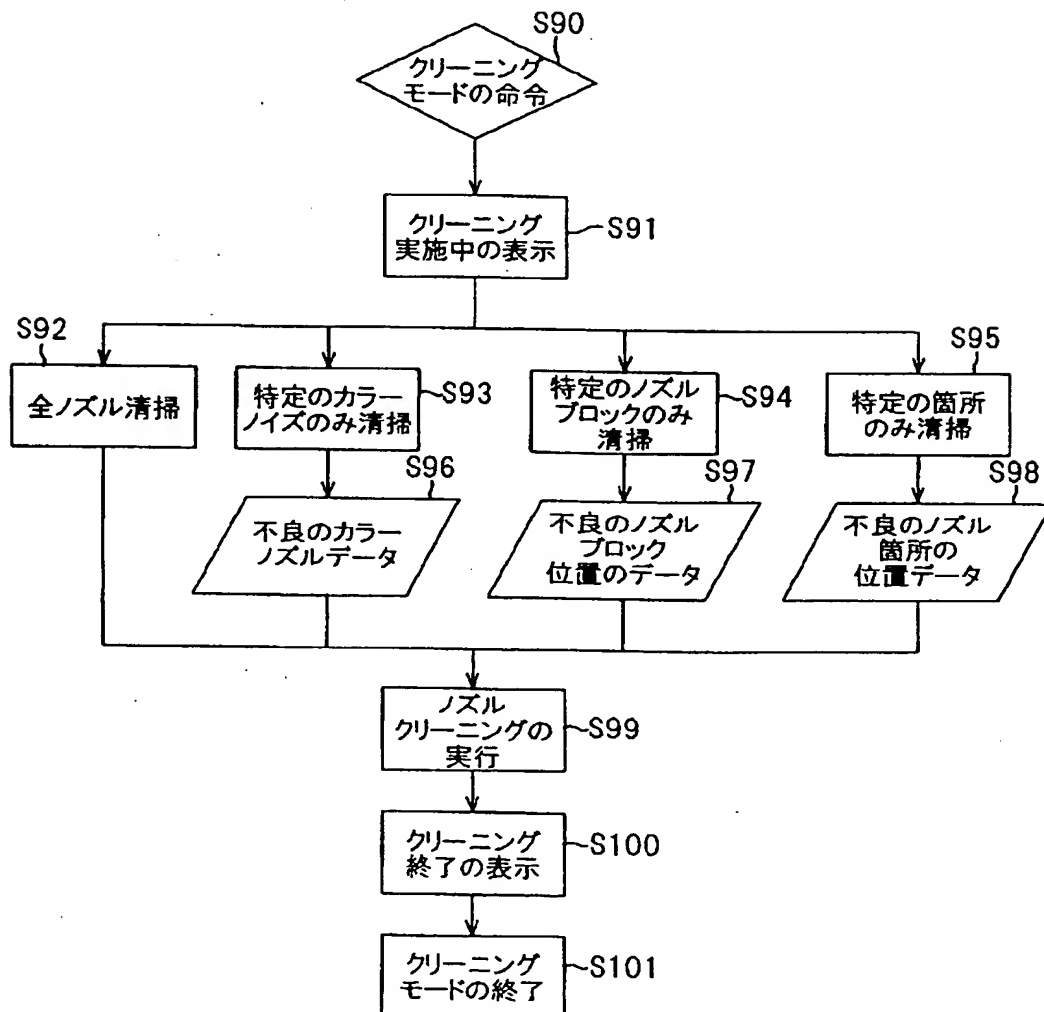 S90
クリーニング
モードの命令
クリーニング
実施中の表示
S91
S92
全ノズル清掃
特定のカラー
ノイズのみ清掃
S93
特定のノズル
ブロックのみ
清掃
S94
S95
特定の箇所
のみ清掃
S96
不良のカラー
ノズルデータ
S97
不良のノズル
ブロック
位置のデータ
S98
不良のノズル
箇所の
位置データ
ノズル
クリーニングの
実行
S99
クリーニング
終了の表示
S100
クリーニング
モードの終了
S101